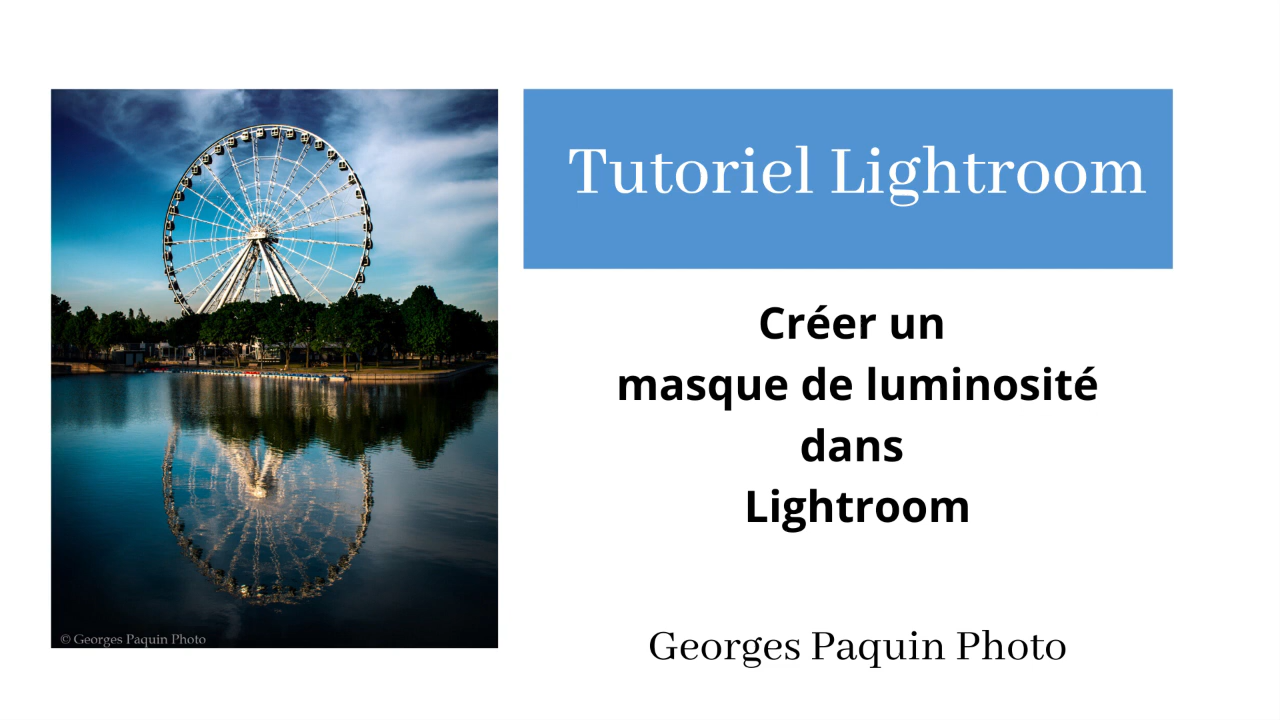 Tutoriel Lightroom
Créer un
masque de luminosité
dans
Lightroom
Georges Paquin Photo
© Georges Paquin Photo